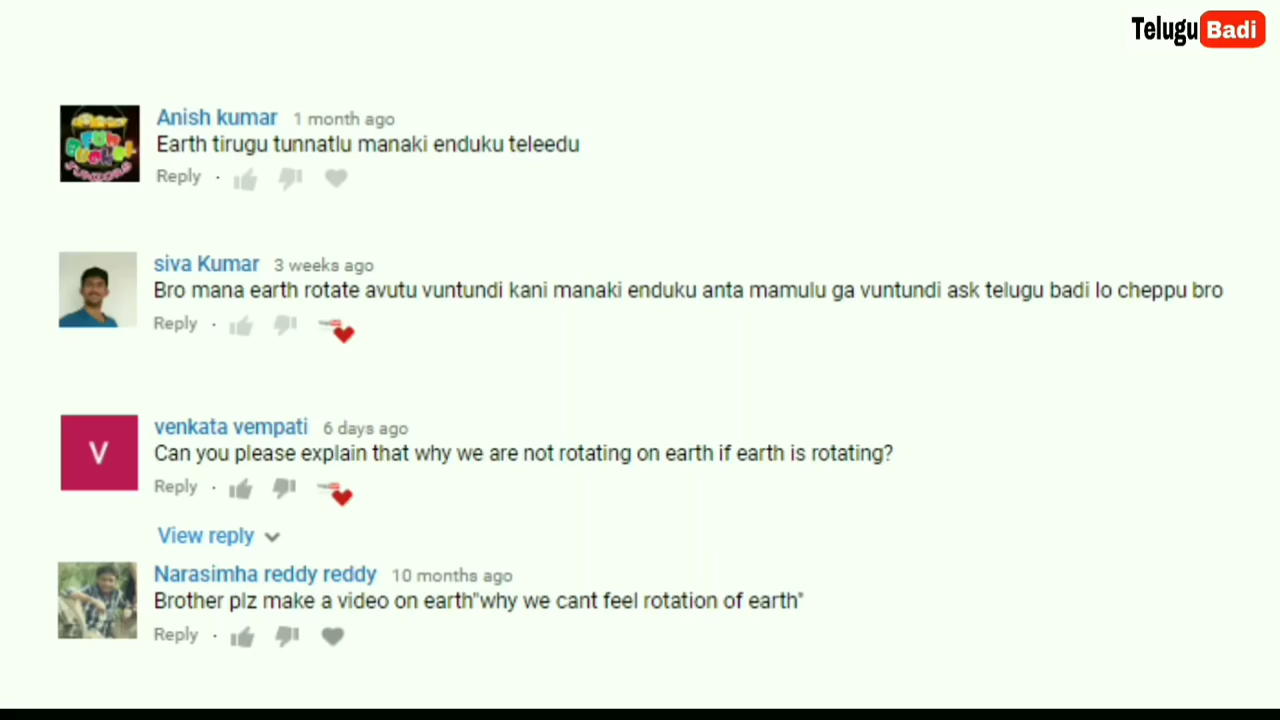 Telugu Badi
Anish kumar 1 month ago
Earth tirugu tunnatlu manaki enduku teleedu
Reply ·
siva Kumar 3 weeks ago
Bro mana earth rotate avutu vuntundi kani manaki enduku anta mamulu ga vuntundi ask telugu badi lo cheppu bro
Reply ·
V
venkata vempati 6 days ago
Can you please explain that why we are not rotating on earth if earth is rotating?
Reply ·
View reply
Narasimha reddy reddy 10 months ago
Brother plz make a video on earth"why we cant feel rotation of earth"
Reply ·